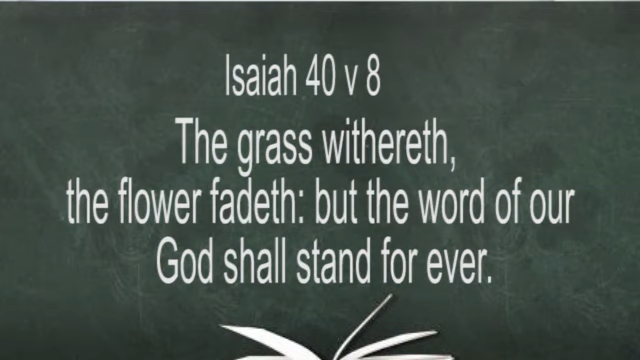 Isaiah 40 v 8
The grass withereth,
the flower fadeth: but the word of our
God shall stand for ever.